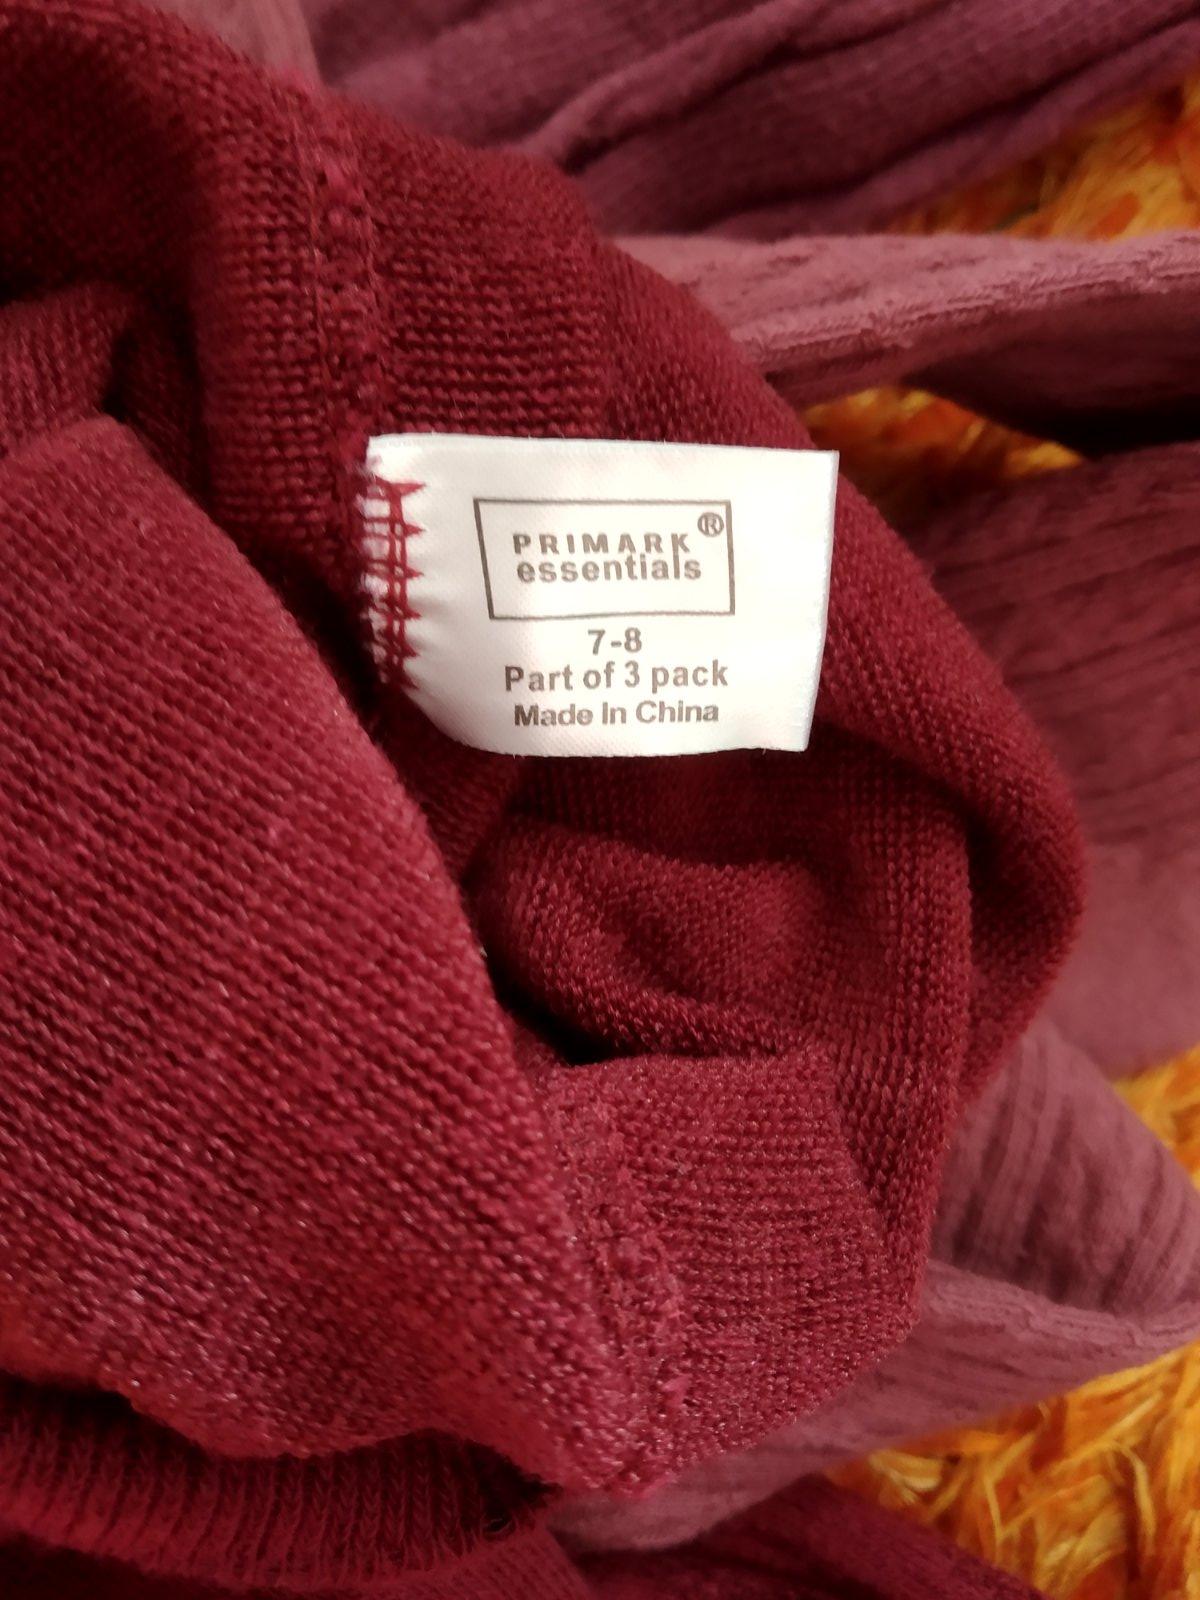 PRIMARK®
essentials
7-8
Part of 3 pack
Made In China